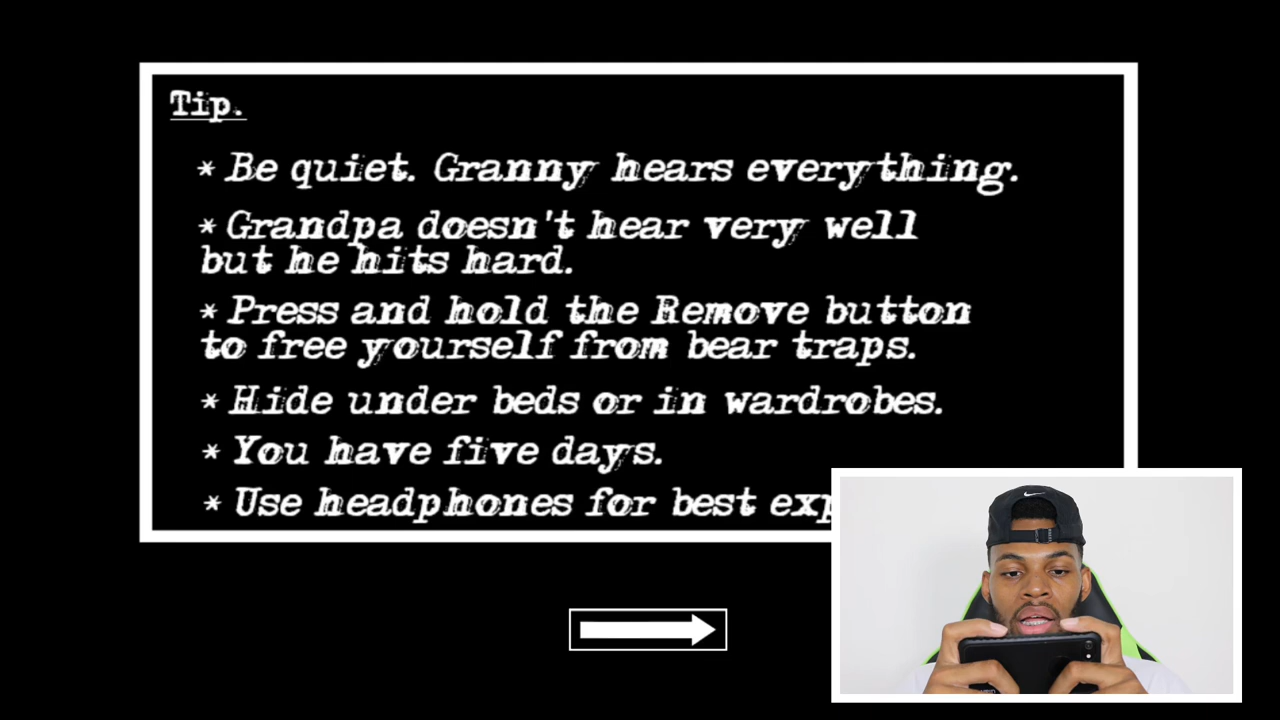 Tip.
* Be quiet. Granny hears everything.
* Grandpa doesn't hear very well
but he hits hard.
* Press and hold the Remove button
to free yourself from bear traps.
* Hide under beds or in wardrobes.
* You have five days.
* Use headphones for best